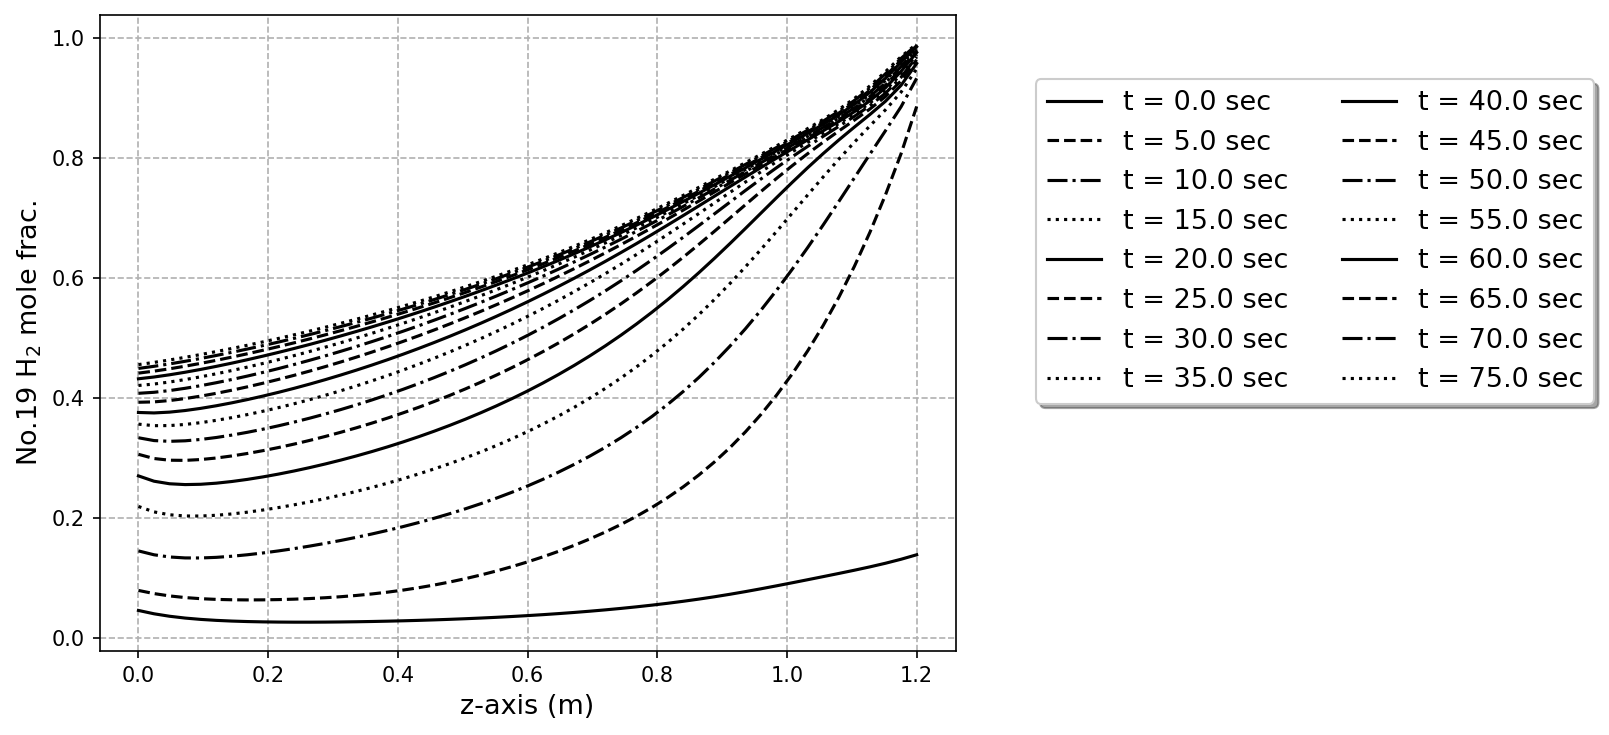 1.0
0.8
0.6
0.4
0.2
0.0
No.19 H₂ mole frac.
0.0 0.2 0.4 0.6 0.8 1.0 1.2
z-axis (m)
t = 0.0 sec t = 40.0 sec
t = 5.0 sec t = 45.0 sec
t = 10.0 sec t = 50.0 sec
t = 15.0 sec t = 55.0 sec
t = 20.0 sec t = 60.0 sec
t = 25.0 sec t = 65.0 sec
t = 30.0 sec t = 70.0 sec
t = 35.0 sec t = 75.0 sec